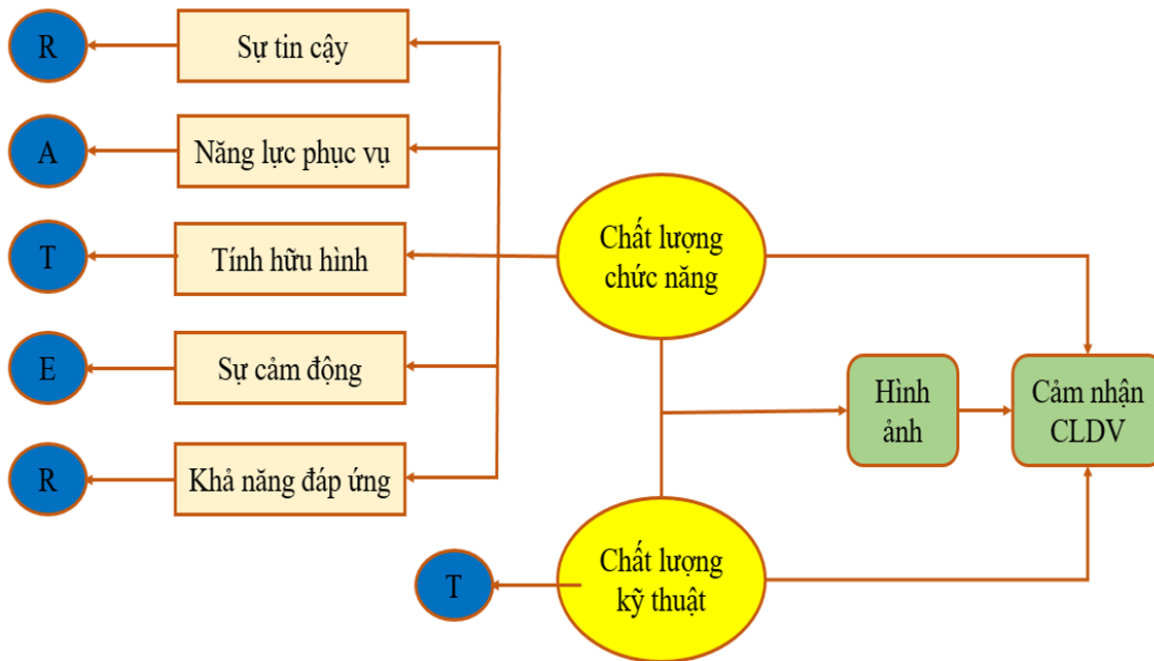 R
Sự tin cậy
A
Năng lực phục vụ
T
Tính hữu hình
E
Sự cảm động
R
Khả năng đáp ứng
Chất lượng
chức năng
Hình
ảnh
Cảm nhận
CLDV
T
Chất lượng
kỹ thuật